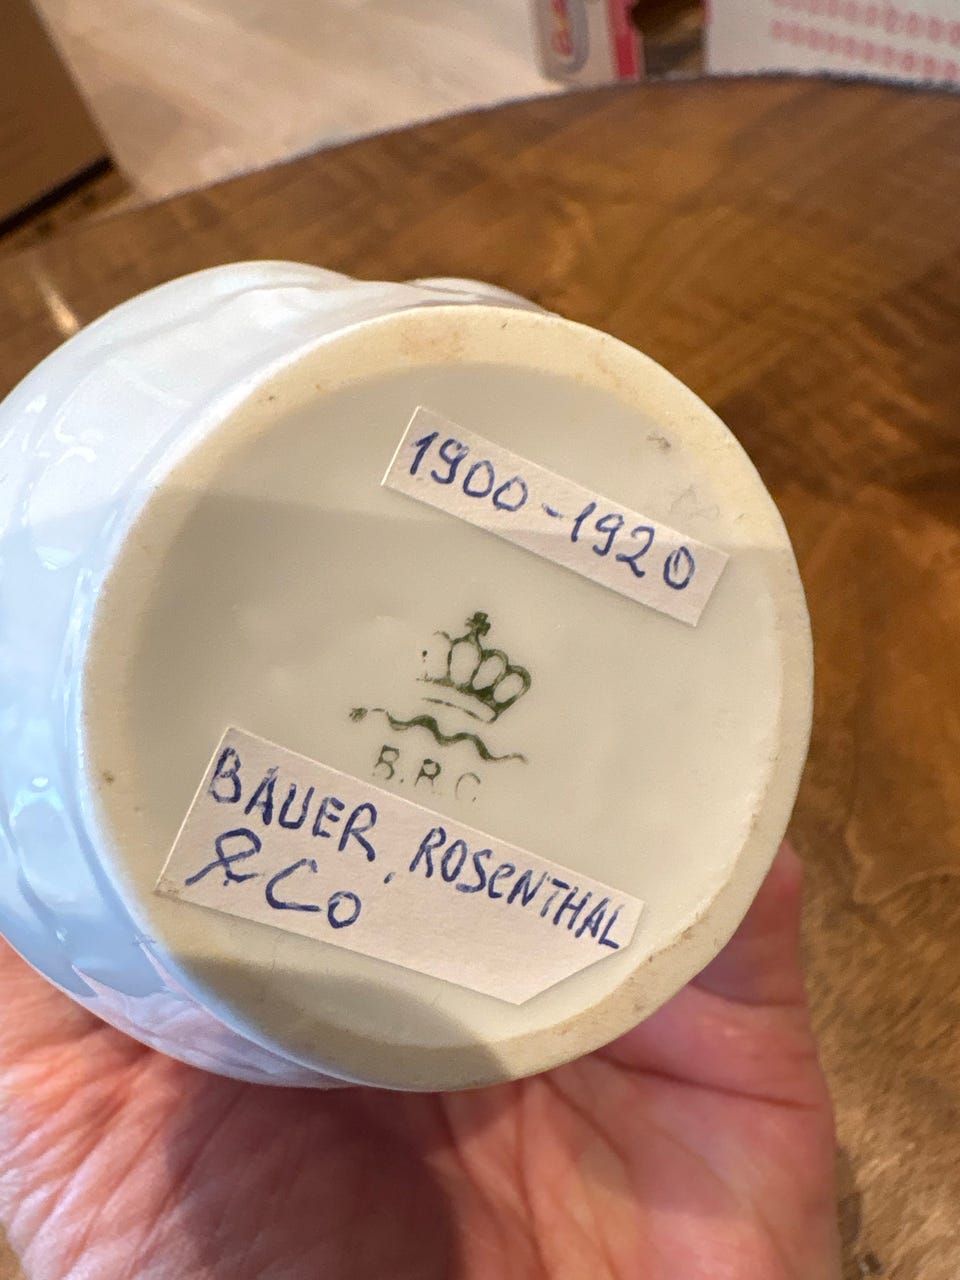 1900-1920
B.R.C.
BAUER, ROSeNTHAL
& Co